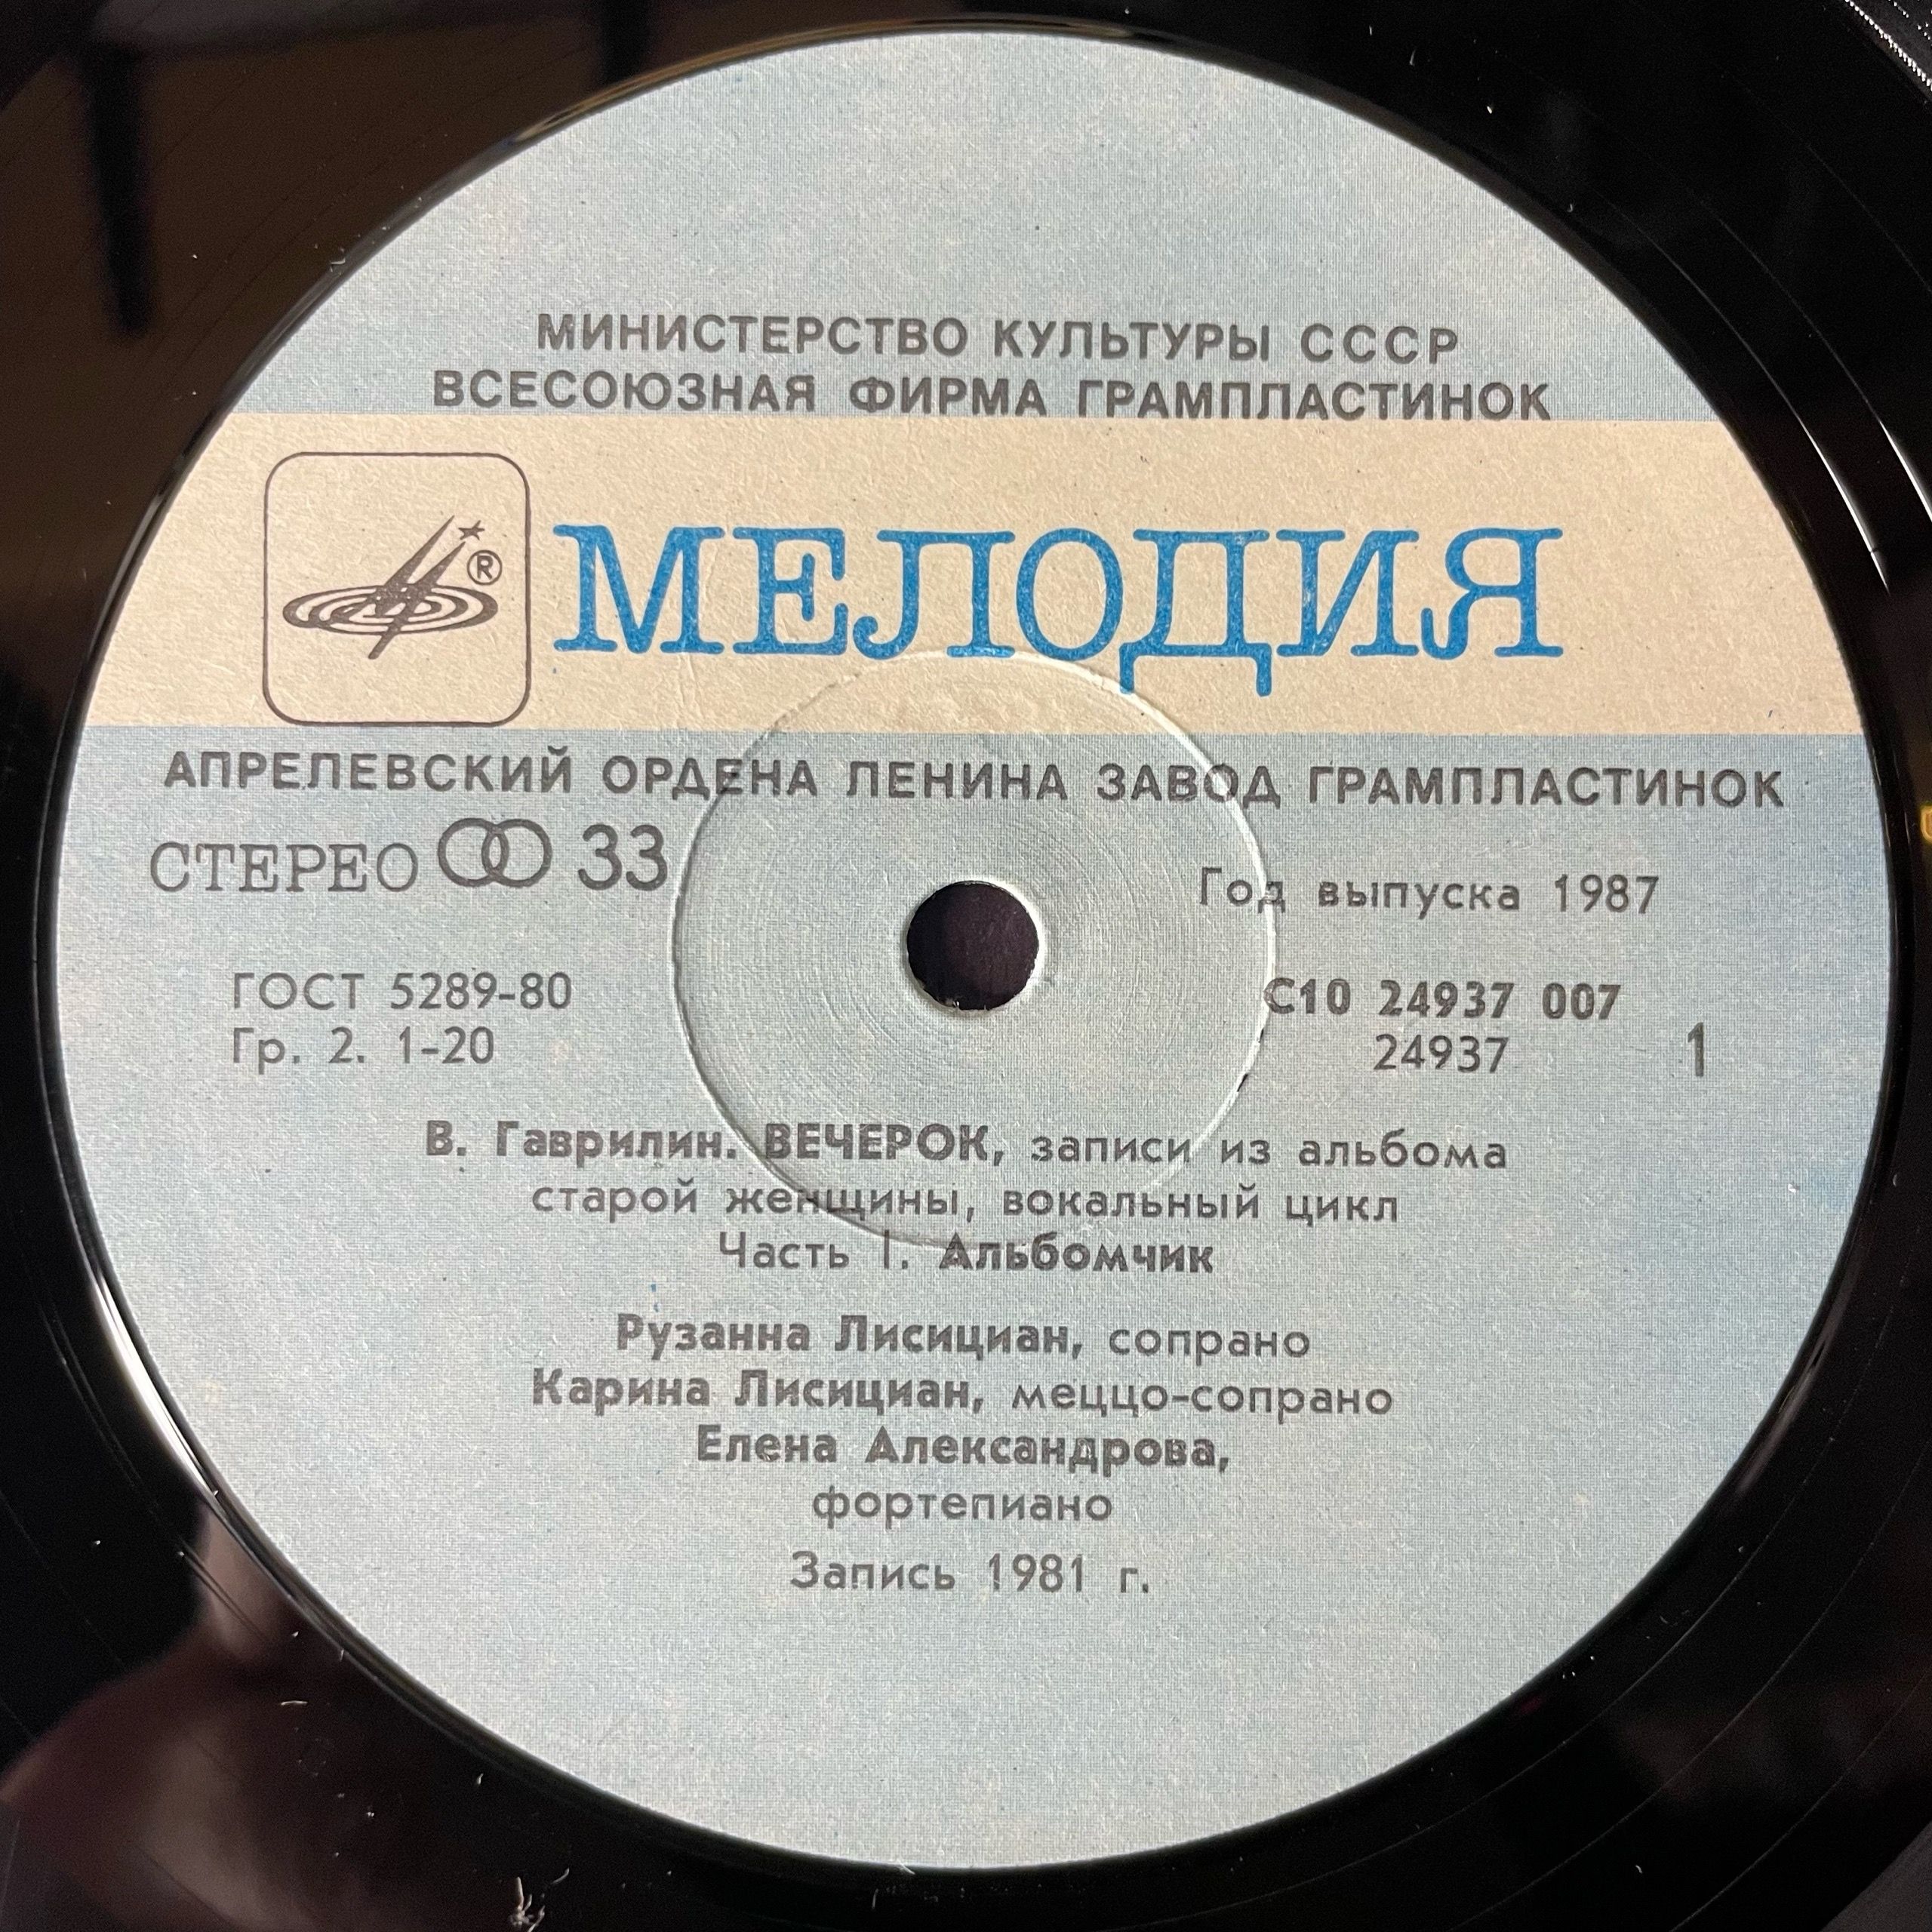 МИНИСТЕРСТВО КУЛЬТУРЫ СССР
ВСЕСОЮЗНАЯ ФИРМА ГРАМПЛАСТИНОК
® МЕЛОДИЯ
АПРЕЛЕВСКИЙ ОРДЕНА ЛЕНИНА ЗАВОД ГРАМПЛАСТИНОК
СТЕРЕО 33
Год выпуска 1987
ГОСТ 5289-80
Гр. 2. 1-20
С10 24937 007
24937
1
В. Гаврилин. ВЕЧЕРОК, записи из альбома
старой женщины, вокальный цикл
Часть I. Альбомчик
Рузанна Лисициан, сопрано
Карина Лисициан, меццо-сопрано
Елена Александрова,
фортепиано
Запись 1981 г.